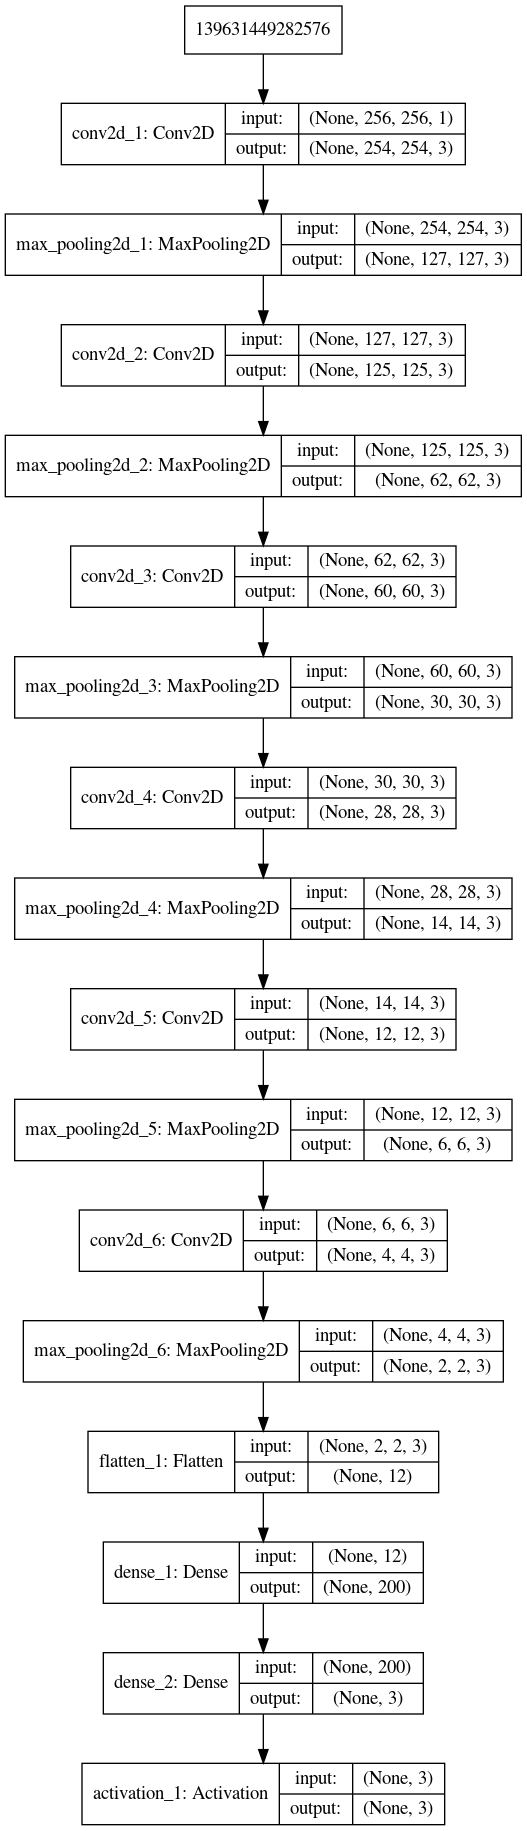 139631449282576
conv2d_1: Conv2D
input: (None, 256, 256, 1)
output: (None, 254, 254, 3)
max_pooling2d_1: MaxPooling2D
input: (None, 254, 254, 3)
output: (None, 127, 127, 3)
conv2d_2: Conv2D
input: (None, 127, 127, 3)
output: (None, 125, 125, 3)
max_pooling2d_2: MaxPooling2D
input: (None, 125, 125, 3)
output: (None, 62, 62, 3)
conv2d_3: Conv2D
input: (None, 62, 62, 3)
output: (None, 60, 60, 3)
max_pooling2d_3: MaxPooling2D
input: (None, 60, 60, 3)
output: (None, 30, 30, 3)
conv2d_4: Conv2D
input: (None, 30, 30, 3)
output: (None, 28, 28, 3)
max_pooling2d_4: MaxPooling2D
input: (None, 28, 28, 3)
output: (None, 14, 14, 3)
conv2d_5: Conv2D
input: (None, 14, 14, 3)
output: (None, 12, 12, 3)
max_pooling2d_5: MaxPooling2D
input: (None, 12, 12, 3)
output: (None, 6, 6, 3)
conv2d_6: Conv2D
input: (None, 6, 6, 3)
output: (None, 4, 4, 3)
max_pooling2d_6: MaxPooling2D
input: (None, 4, 4, 3)
output: (None, 2, 2, 3)
flatten_1: Flatten
input: (None, 2, 2, 3)
output: (None, 12)
dense_1: Dense
input: (None, 12)
output: (None, 200)
dense_2: Dense
input: (None, 200)
output: (None, 3)
activation_1: Activation
input: (None, 3)
output: (None, 3)